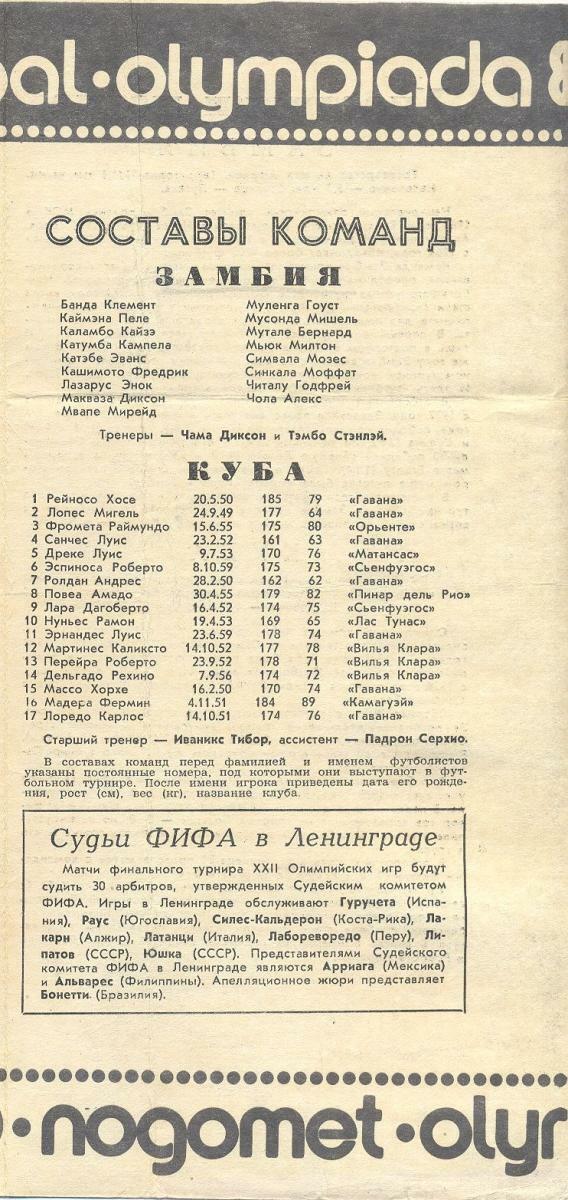 bal • olympiada 8
СОСТАВЫ КОМАНД
ЗАМБИЯ
Банда Клемент Муленга Гоуст
Каймэна Пеле Мусонда Мишель
Каламбо Кайзэ Мутале Бернард
Катумба Кампела Мьюк Милтон
Катэбе Эванс Симвала Мозес
Кашимото Фредрик Синкала Моффат
Лазарус Энок Читалу Годфрей
Макваза Диксон Чола Алекс
Мвапе Мирейд
Тренеры — Чама Диксон и Тэмбо Стэнлэй.
КУБА
1 Рейносо Хосе 20.5.50 185 79 «Гавана»
2 Лопес Мигель 24.9.49 177 64 «Гавана»
3 Фромета Раймундо 15.6.55 175 80 «Орьенте»
4 Санчес Луис 23.2.52 161 63 «Гавана»
5 Дреке Луис 9.7.53 170 76 «Матансас»
6 Эспиноса Роберто 8.10.59 175 73 «Сьенфуэгос»
7 Ролдан Андрес 28.2.50 162 62 «Гавана»
8 Повеа Амадо 30.4.55 179 82 «Пинар дель Рио»
9 Лара Дагоберто 16.4.52 174 75 «Сьенфуэгос»
10 Нуньес Рамон 19.4.53 169 65 «Лас Тунас»
11 Эрнандес Луис 23.6.59 178 74 «Гавана»
12 Мартинес Каликсто 14.10.52 177 78 «Вилья Клара»
13 Перейра Роберто 23.9.52 178 71 «Вилья Клара»
14 Дельгадо Рехино 7.9.56 174 72 «Вилья Клара»
15 Массо Хорхе 16.2.50 170 74 «Гавана»
16 Мадера Фермин 4.11.51 184 89 «Камагуэй»
17 Лоредо Карлос 14.10.51 174 76 «Гавана»
Старший тренер — Иваникс Тибор, ассистент — Падрон Серхио.
В составах команд перед фамилией и именем футболистов
указаны постоянные номера, под которыми они выступают в фут-
больном турнире. После имени игрока приведены дата его рожде-
ния, рост (см), вес (кг), название клуба.
Судьи ФИФА в Ленинграде
Матчи финального турнира XXII Олимпийских игр будут
судить 30 арбитров, утвержденных Судейским комитетом
ФИФА. Игры в Ленинграде обслуживают Гуручета (Испа-
ния), Раус (Югославия), Силес-Кальдерон (Коста-Рика), Ла-
карн (Алжир), Латанци (Италия), Лабореворедо (Перу), Ли-
патов (СССР), Юшка (СССР). Представителями Судейского
комитета ФИФА в Ленинграде являются Арриага (Мексика)
и Альварес (Филиппины). Апелляционное жюри представляет
Бонетти (Бразилия).
• nogomet • olyr